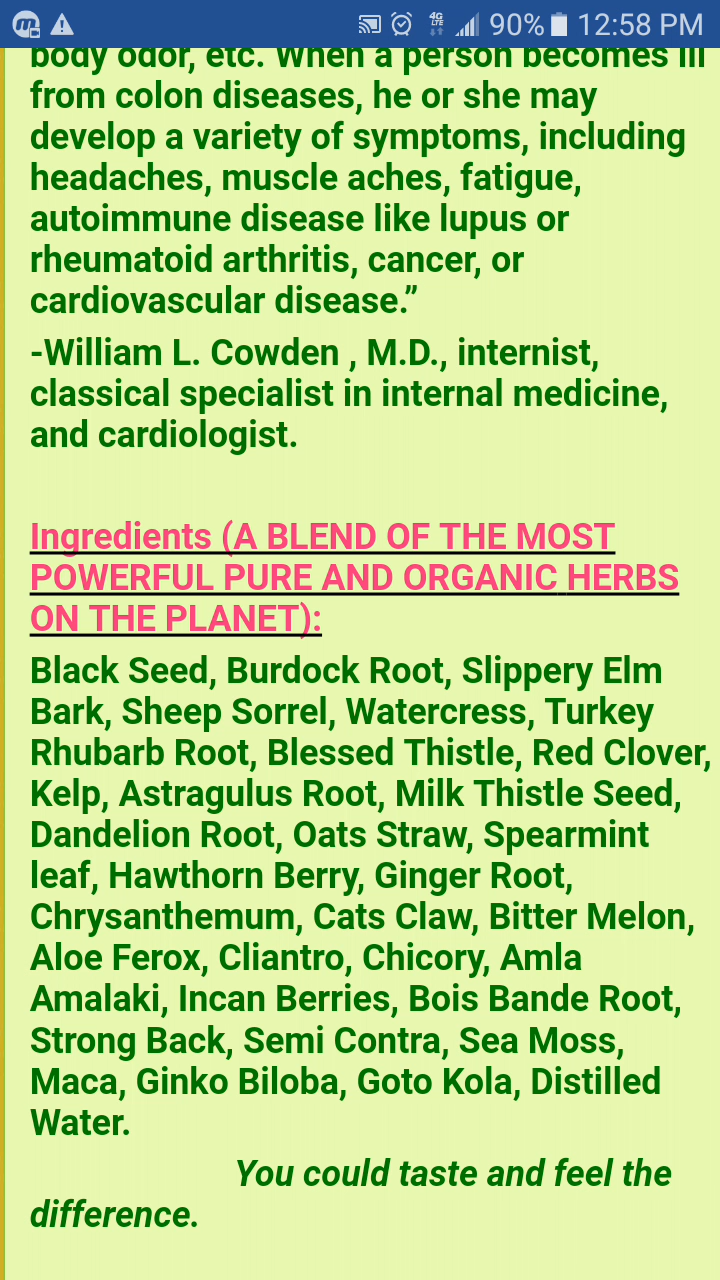 4G
LTE
90%
12:58 PM
body odor, etc. When a person becomes ill
from colon diseases, he or she may
develop a variety of symptoms, including
headaches, muscle aches, fatigue,
autoimmune disease like lupus or
rheumatoid arthritis, cancer, or
cardiovascular disease.”
-William L. Cowden , M.D., internist,
classical specialist in internal medicine,
and cardiologist.
Ingredients (A BLEND OF THE MOST
POWERFUL PURE AND ORGANIC HERBS
ON THE PLANET):
Black Seed, Burdock Root, Slippery Elm
Bark, Sheep Sorrel, Watercress, Turkey
Rhubarb Root, Blessed Thistle, Red Clover,
Kelp, Astragulus Root, Milk Thistle Seed,
Dandelion Root, Oats Straw, Spearmint
leaf, Hawthorn Berry, Ginger Root,
Chrysanthemum, Cats Claw, Bitter Melon,
Aloe Ferox, Cliantro, Chicory, Amla
Amalaki, Incan Berries, Bois Bande Root,
Strong Back, Semi Contra, Sea Moss,
Maca, Ginko Biloba, Goto Kola, Distilled
Water.
You could taste and feel the
difference.